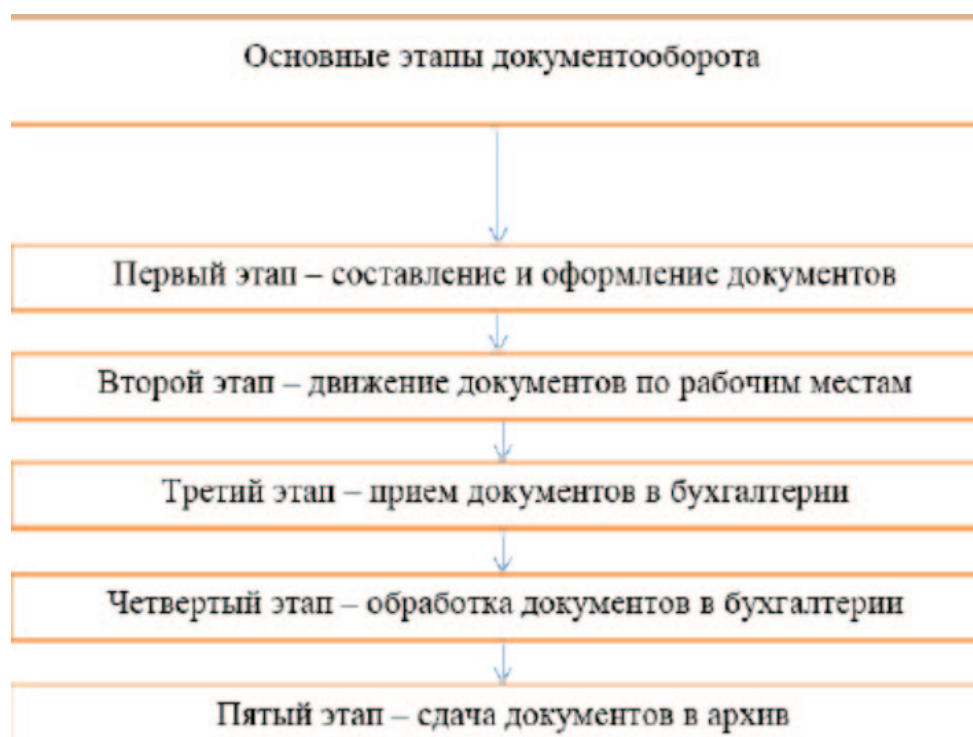 Основные этапы документооборота
Первый этап – составление и оформление документов
Второй этап – движение документов по рабочим местам
Третий этап – прием документов в бухгалтерии
Четвертый этап – обработка документов в бухгалтерии
Пятый этап – сдача документов в архив